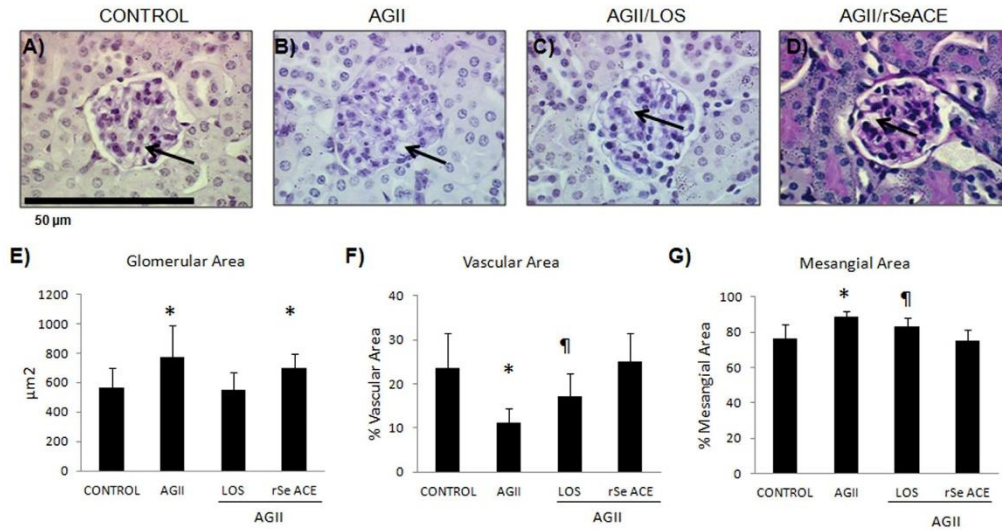 CONTROL AGII AGII/LOS AGII/rSeACE
A) B) C) D)
50 µm
E) F) G)
Glomerular Area
1200
1000
800
600
400
200
0
µm2
*
*
CONTROL AGII LOS rSe ACE
AGII
Vascular Area
40
30
20
10
0
% Vascular Area
*
¶
CONTROL AGII LOS rSe ACE
AGII
Mesangial Area
100
80
60
40
20
0
% Mesangial Area
*
¶
CONTROL AGII LOS rSe ACE
AGII